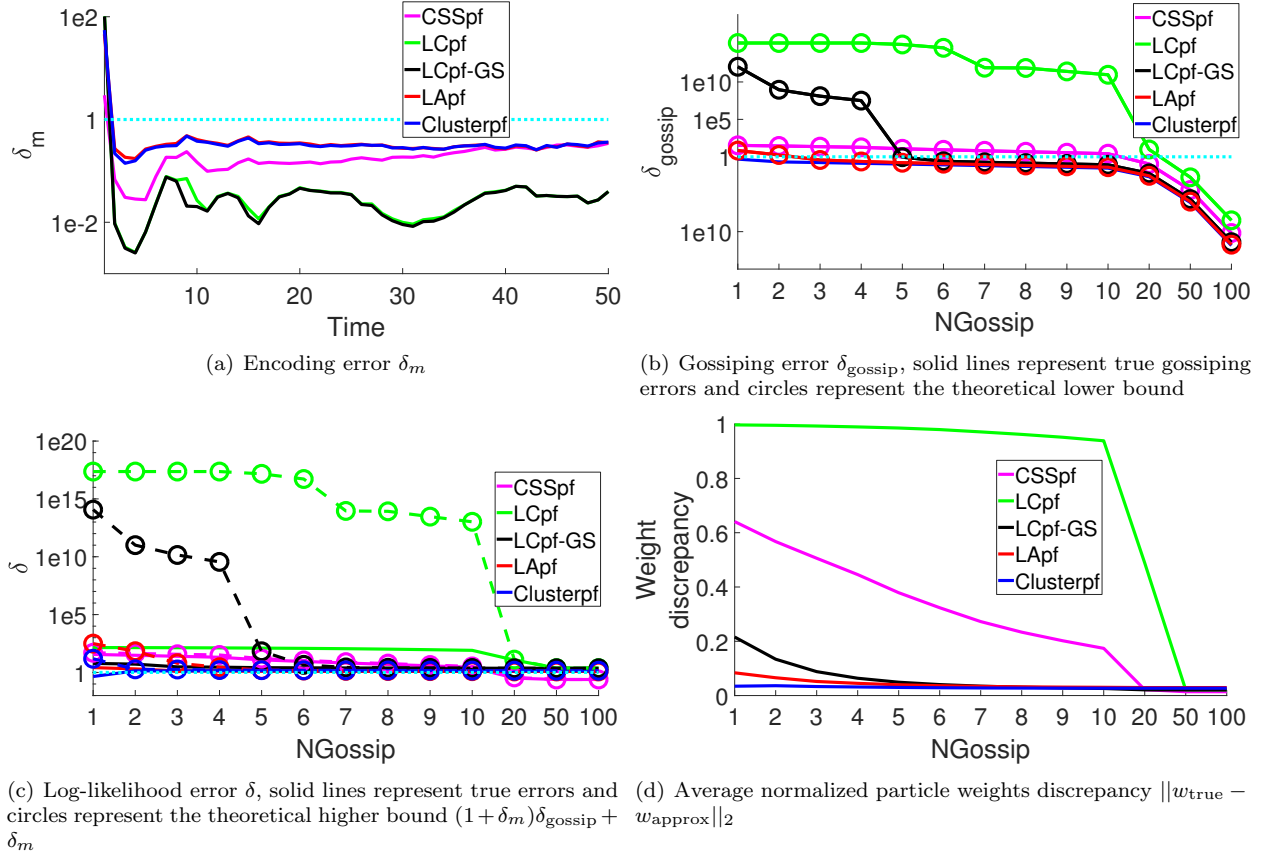 1e2
1
1e-2
δm
10
20
30
40
50
Time
CSSpf
LCpf
LCpf-GS
LApf
Clusterpf
(a) Encoding error δm
1e10
1e5
1
1e10
δgossip
1 2 3 4 5 6 7 8 9 10 20 50 100
NGossip
CSSpf
LCpf
LCpf-GS
LApf
Clusterpf
(b) Gossiping error δgossip, solid lines represent true gossiping
errors and circles represent the theoretical lower bound
1e20
1e15
1e10
1e5
1
δ
1 2 3 4 5 6 7 8 9 10 20 50 100
NGossip
CSSpf
LCpf
LCpf-GS
LApf
Clusterpf
(c) Log-likelihood error δ, solid lines represent true errors and
circles represent the theoretical higher bound (1+δm)δgossip+
δm
1
0.8
0.6
0.4
0.2
0
Weight
discrepancy
1 2 3 4 5 6 7 8 9 10 20 50 100
NGossip
CSSpf
LCpf
LCpf-GS
LApf
Clusterpf
(d) Average normalized particle weights discrepancy ||wtrue −
wapprox||2